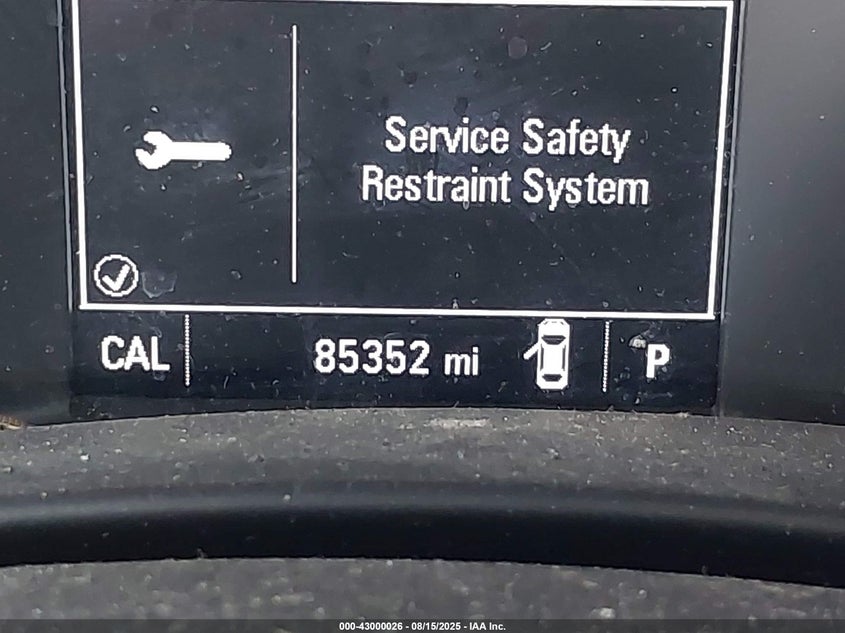 Service Safety
Restraint System
CAL
85352 mi
P
000-43000026 - 08/15/2025 - IAA Inc.